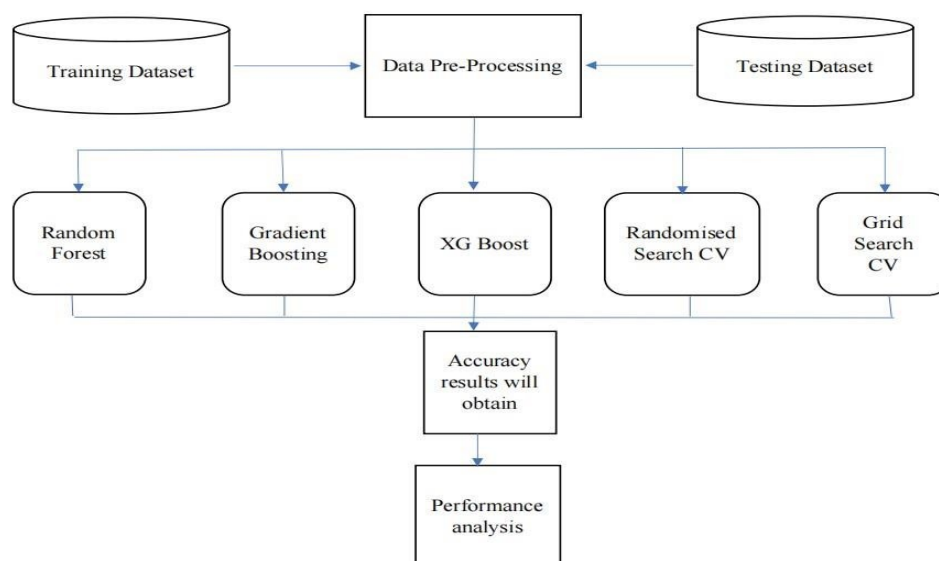 Training Dataset
Data Pre-Processing
Testing Dataset
Random
Forest
Gradient
Boosting
XG Boost
Randomised
Search CV
Grid
Search
CV
Accuracy
results will
obtain
Performance
analysis